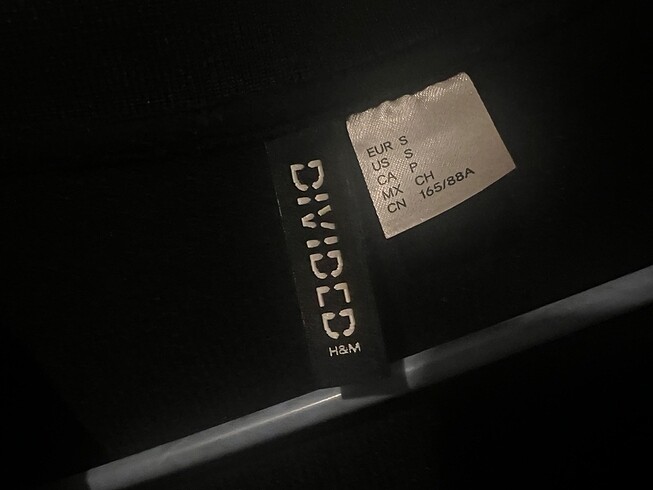 DIVIDED
H&M
EUR S
US S
CA P
MX CH
CN 165/88A